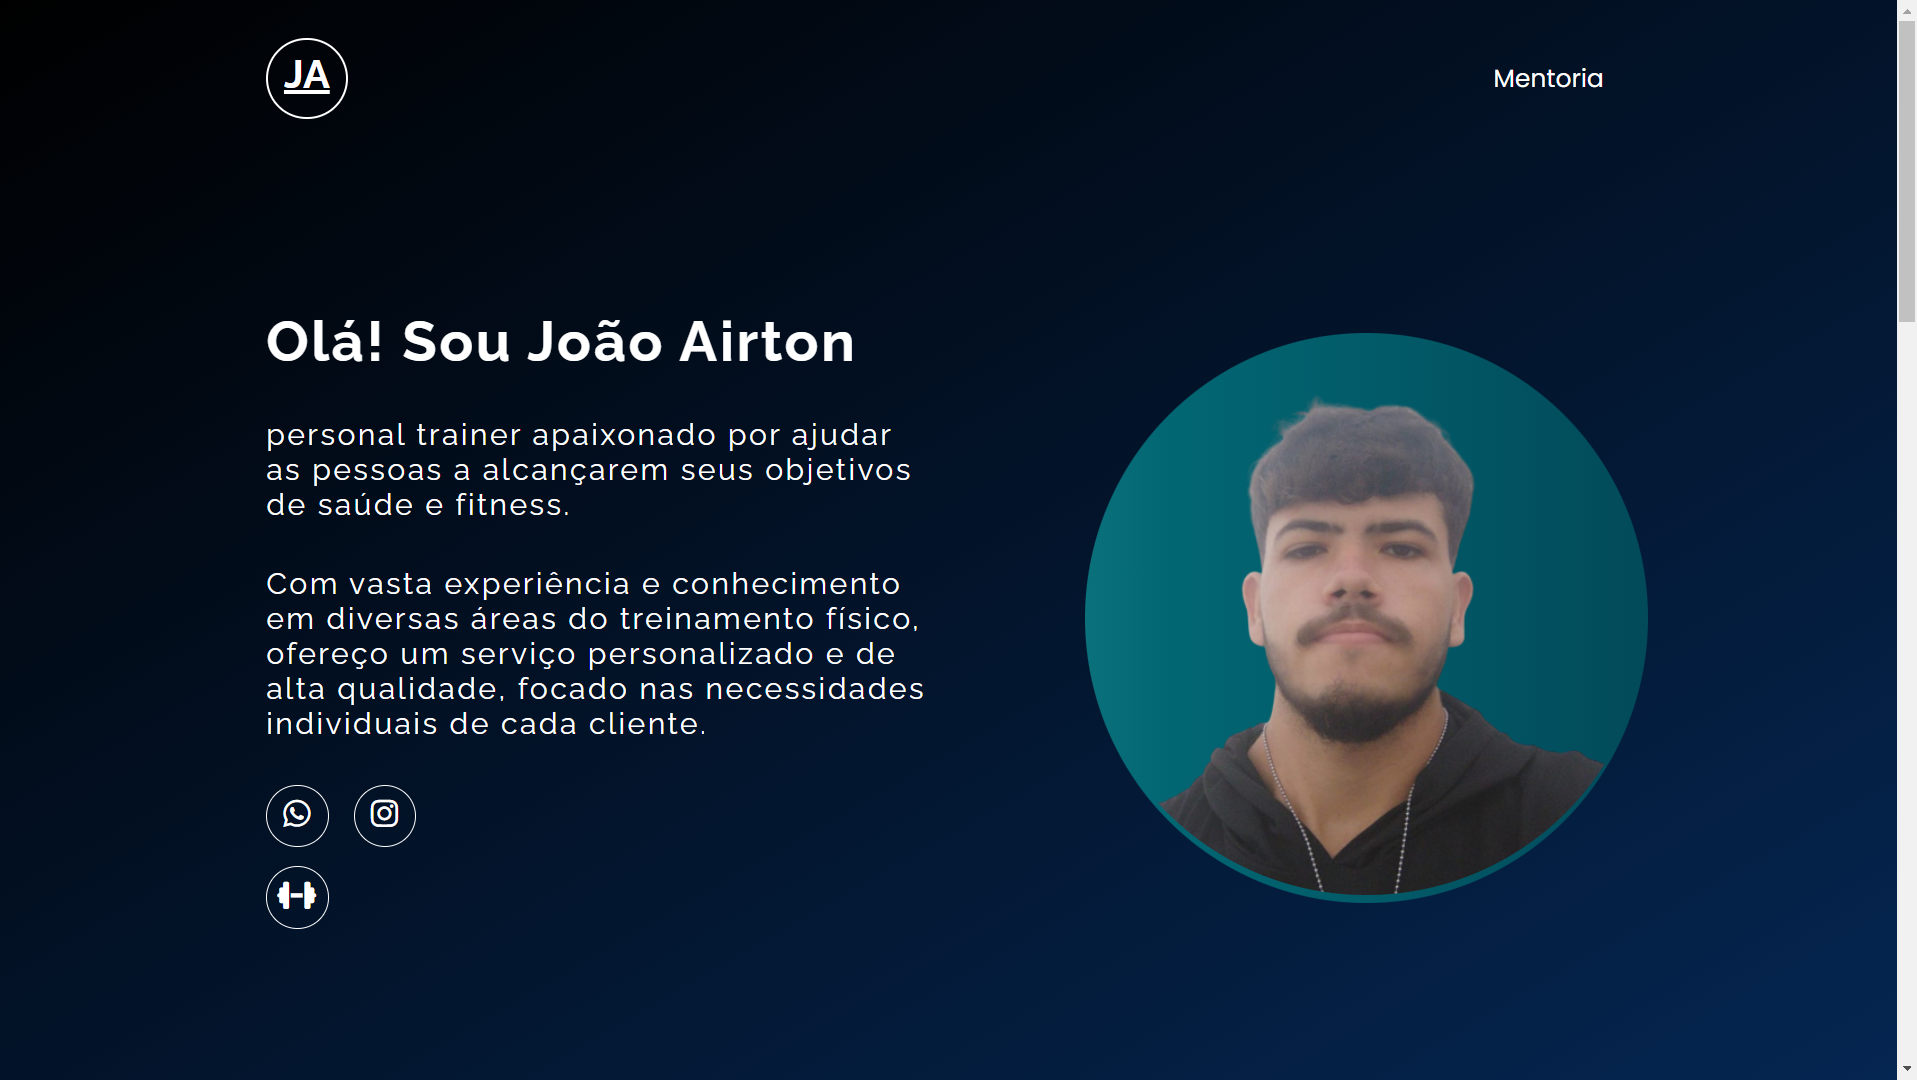 JA
Mentoria
Olá! Sou João Airton
personal trainer apaixonado por ajudar
as pessoas a alcançarem seus objetivos
de saúde e fitness.
Com vasta experiência e conhecimento
em diversas áreas do treinamento físico,
ofereço um serviço personalizado e de
alta qualidade, focado nas necessidades
individuais de cada cliente.